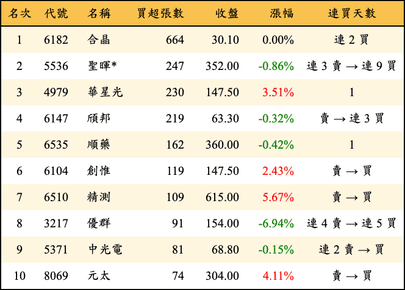 名次 代號 名稱 買超張數 收盤 漲幅 連買天數
1 6182 合晶 664 30.10 0.00% 連 2 買
2 5536 聖暉* 247 352.00 -0.86% 連 3 賣 → 連 9 買
3 4979 華星光 230 147.50 3.51% 1
4 6147 頎邦 219 63.30 -0.32% 賣 → 連 3 買
5 6535 順藥 162 360.00 -0.42% 1
6 6104 創惟 119 147.50 2.43% 賣 → 買
7 6510 精測 109 615.00 5.67% 賣 → 買
8 3217 優群 91 154.00 -6.94% 連 4 賣 → 連 5 買
9 5371 中光電 81 68.80 -0.15% 連 2 賣 → 買
10 8069 元太 74 304.00 4.11% 賣 → 買